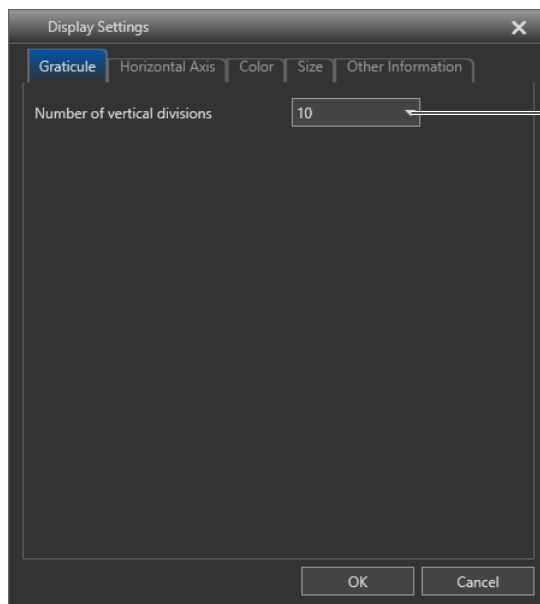 Display Settings
Graticule Horizontal Axis Color Size Other Information
Number of vertical divisions 10
OK Cancel